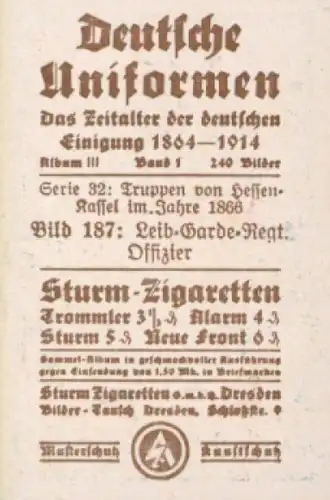 Deutsche
Uniformen
Das Zeitalter der deutschen
Einigung 1864—1914
Album III Band 1 240 Bilder
Serie 32: Truppen von Hessen-
Kassel im Jahre 1866
Bild 187: Leib-Garde-Regt.
Offizier
Sturm-Zigaretten
Trommler 3⅓ ₰ Alarm 4 ₰
Sturm 5 ₰ Neue Front 6 ₰
Sammel-Album in geschmackvoller Ausführung
gegen Einsendung von 1,50 Mk. in Briefmarken
Sturm Zigaretten G.m.b.H. Dresden
Bilder-Tausch Dresden, Schloßstr. 9
Musterschutz Kunstschutz